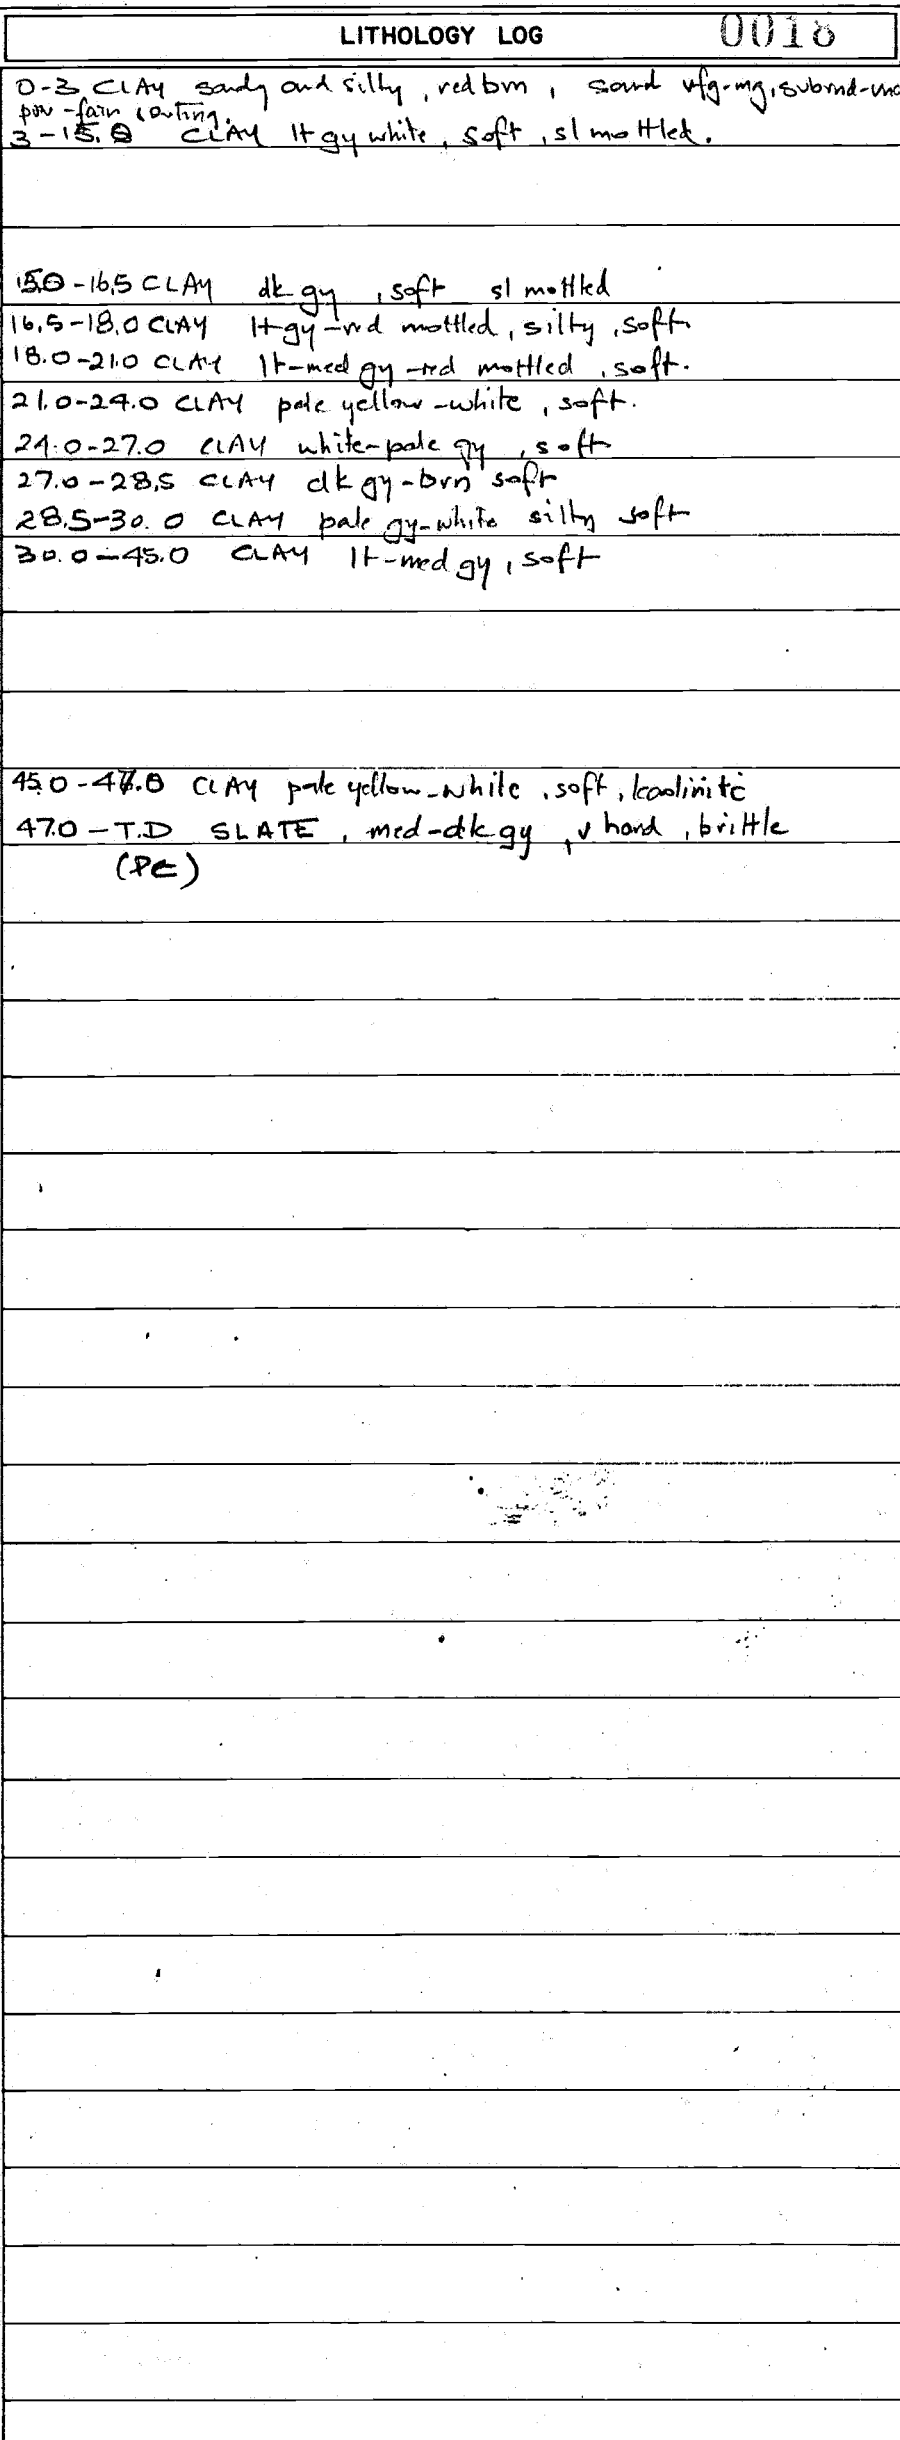 LITHOLOGY LOG 0018
0-3 CLAY sandy and silty, red brn, sand vfg-mg, subrnd-
poor-fair sorting.
3-15.0 CLAY lt gy white, soft, sl mottled.
15.0-16.5 CLAY dk gy, soft sl mottled
16.5-18.0 CLAY lt gy-red mottled, silty, soft
18.0-21.0 CLAY lt-med gy-red mottled, soft.
21.0-24.0 CLAY pale yellow-white, soft.
24.0-27.0 CLAY white-pale gy, soft
27.0-28.5 CLAY dk gy-brn soft
28.5-30.0 CLAY pale gy-white silty soft
30.0-45.0 CLAY lt-med gy, soft
45.0-47.0 CLAY pale yellow-white, soft, kaolinitic
47.0-T.D SLATE, med-dk gy, v hard, brittle
(PЄ)